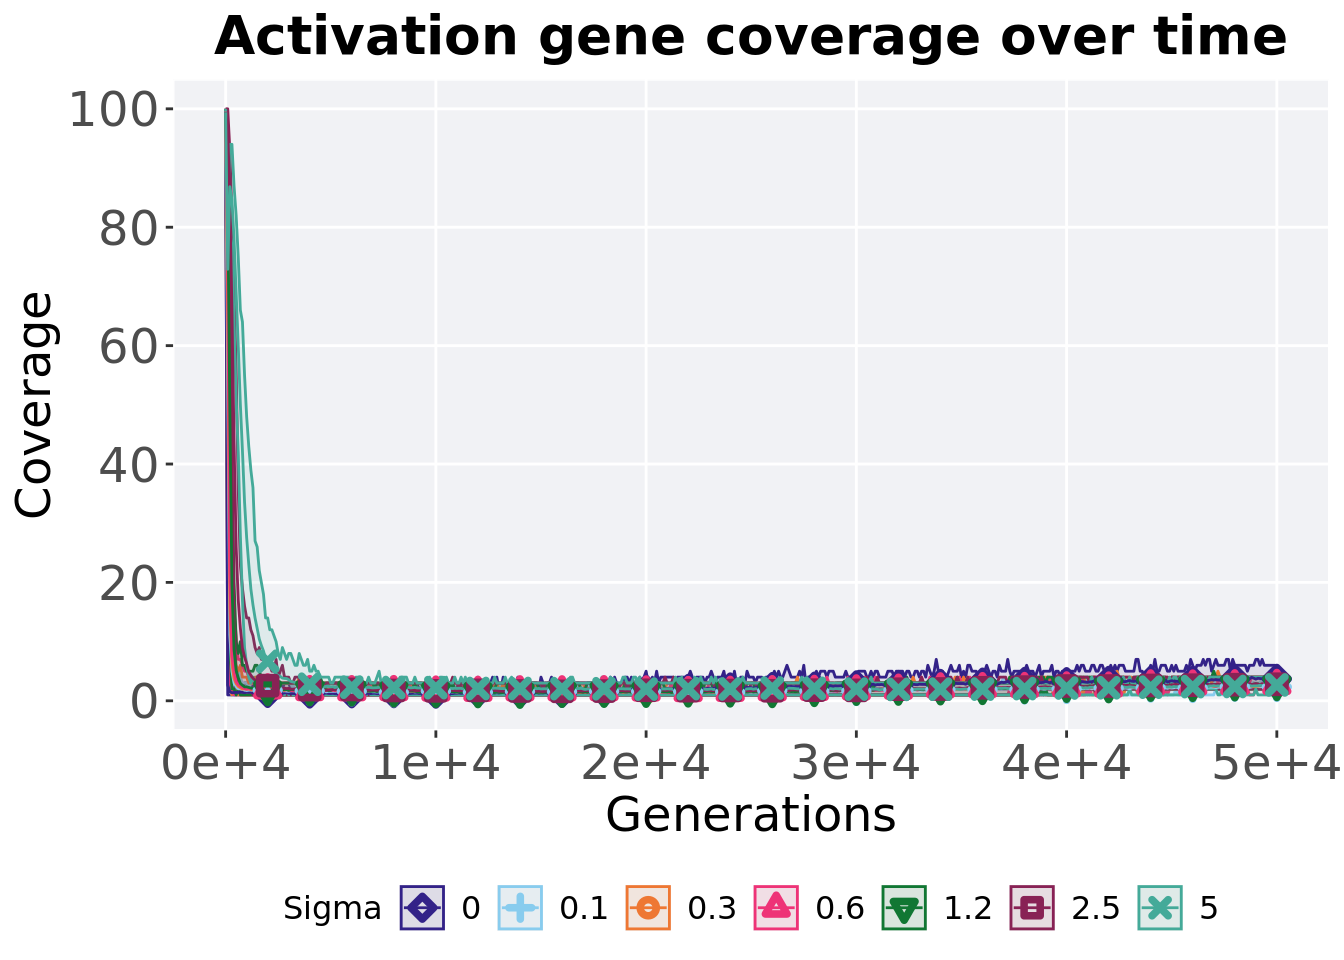 Activation gene coverage over time
100
80
60
40
20
0
Coverage
0e+4 1e+4 2e+4 3e+4 4e+4 5e+4
Generations
Sigma 0 0.1 0.3 0.6 1.2 2.5 5